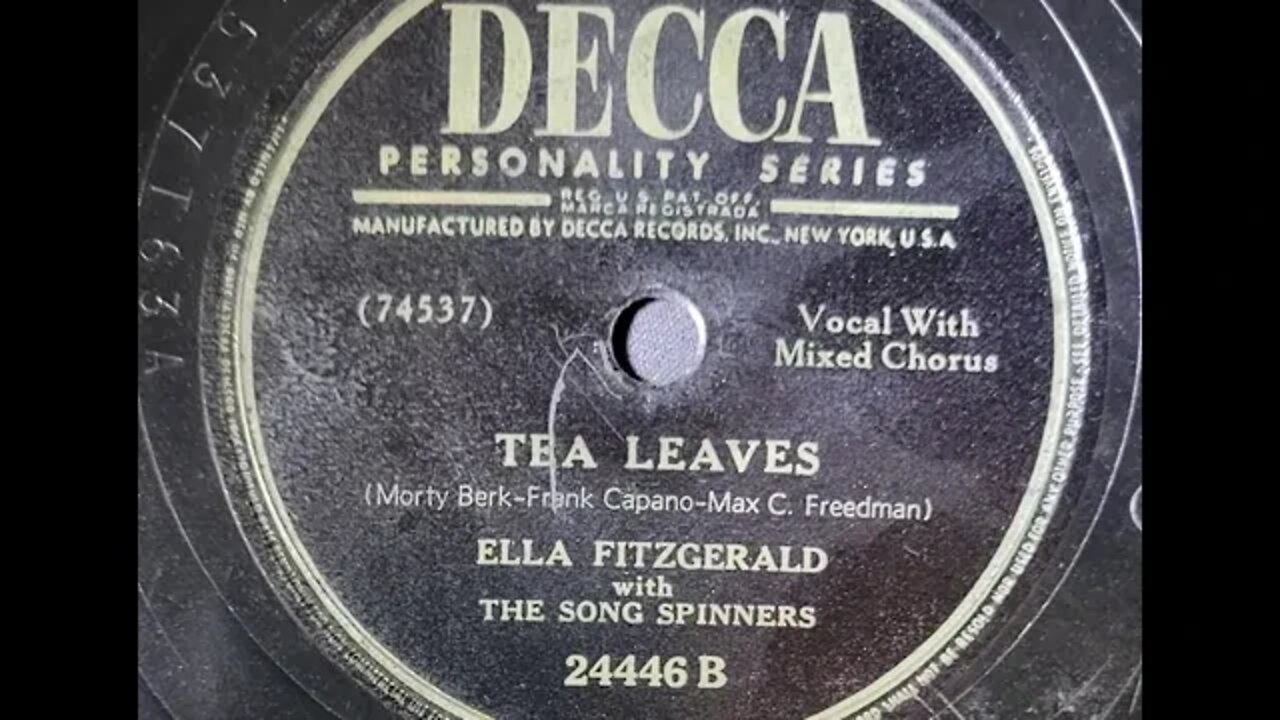 DECCA
PERSONALITY SERIES
REG. U. S. PAT. OFF.
MARCA REGISTRADA
MANUFACTURED BY DECCA RECORDS, INC., NEW YORK, U.S.A
(74537)
Vocal With
Mixed Chorus
TEA LEAVES
(Morty Berk-Frank Capano-Max C. Freedman)
ELLA FITZGERALD
with
THE SONG SPINNERS
24446 B